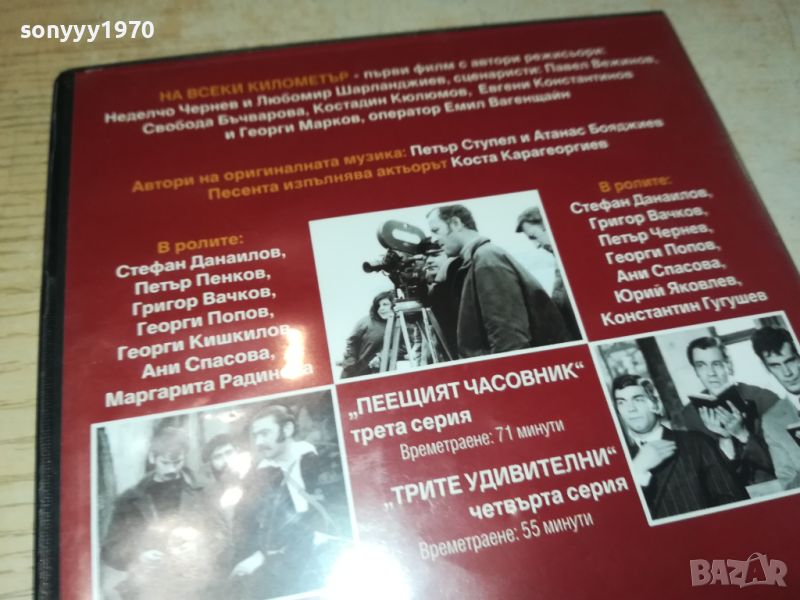 sonyyy1970
НА ВСЕКИ КИЛОМЕТЪР - първи филм с автори режисьори:
Неделчо Чернев и Любомир Шарланджиев, сценаристи: Павел Вежинов,
Свобода Бъчварова, Костадин Кюлюмов, Евгени Константинов
и Георги Марков, оператор Емил Вагенщайн
Автори на оригиналната музика: Петър Ступел и Атанас Бояджиев
Песента изпълнява актьорът Коста Карагеоргиев
В ролите:
Стефан Данаилов,
Петър Пенков,
Григор Вачков,
Георги Попов,
Георги Кишкилов,
Ани Спасова,
Маргарита Радинова
В ролите:
Стефан Данаилов,
Григор Вачков,
Петър Чернев,
Георги Попов,
Ани Спасова,
Юрий Яковлев,
Константин Гугушев
„ПЕЕЩИЯТ ЧАСОВНИК“
трета серия
Времетраене: 71 минути
„ТРИТЕ УДИВИТЕЛНИ“
четвърта серия
Времетраене: 55 минути
BAZAR